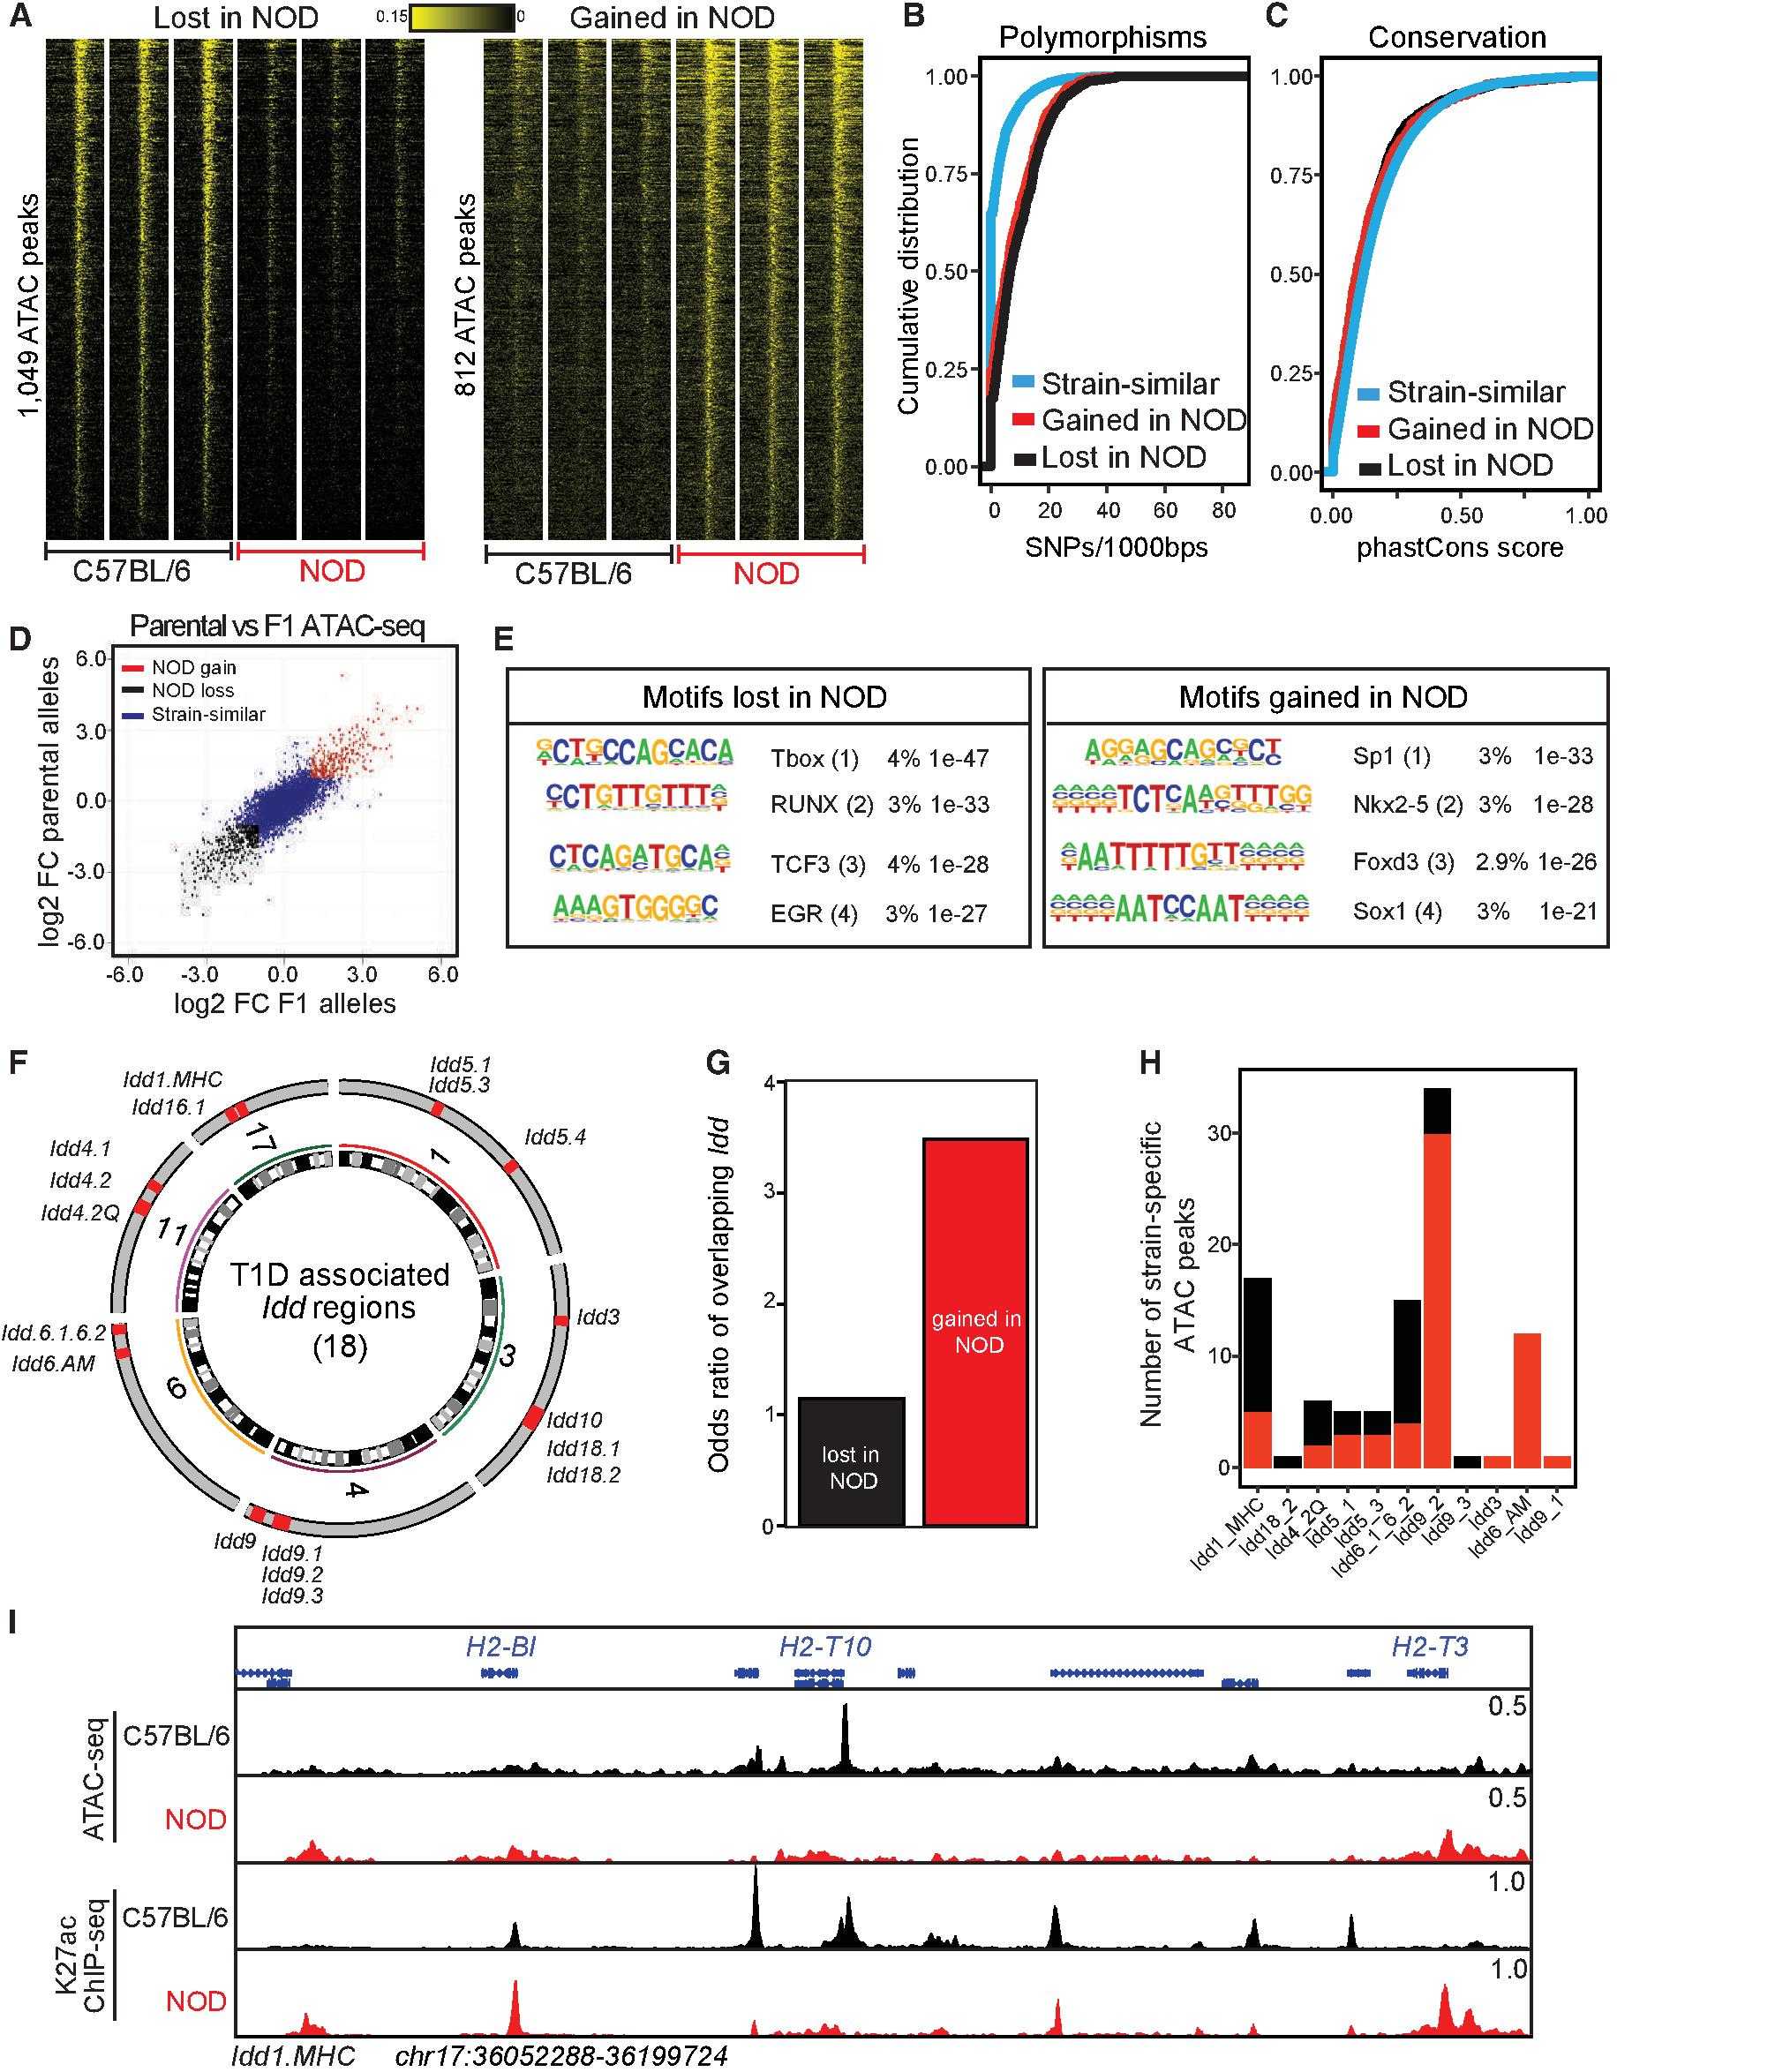 A
Lost in NOD
0.15
0
Gained in NOD
1,049 ATAC peaks
812 ATAC peaks
C57BL/6
NOD
C57BL/6
NOD
B
Polymorphisms
Cumulative distribution
1.00
0.75
0.50
0.25
0.00
Strain-similar
Gained in NOD
Lost in NOD
0 20 40 60 80
SNPs/1000bps
C
Conservation
1.00
0.75
0.50
0.25
0.00
Strain-similar
Gained in NOD
Lost in NOD
0.00 0.50 1.00
phastCons score
D
Parental vs F1 ATAC-seq
log2 FC parental alleles
6.0
3.0
0.0
-3.0
-6.0
NOD gain
NOD loss
Strain-similar
-6.0 -3.0 0.0 3.0 6.0
log2 FC F1 alleles
E
Motifs lost in NOD
GCTGCCAGCACA Tbox (1) 4% 1e-47
CCTGTTGTTT RUNX (2) 3% 1e-33
CTCAGATGCA TCF3 (3) 4% 1e-28
AAAGTGGGGC EGR (4) 3% 1e-27
Motifs gained in NOD
AGGAGCAGCGCT Sp1 (1) 3% 1e-33
TCTCA GTTTGG Nkx2-5 (2) 3% 1e-28
AATTTTTGTT Foxd3 (3) 2.9% 1e-26
AATCCAAT Sox1 (4) 3% 1e-21
F
Idd1.MHC
Idd16.1
Idd4.1
Idd4.2
Idd4.2Q
Idd.6.1.6.2
Idd6.AM
Idd9
Idd9.1
Idd9.2
Idd9.3
Idd5.1
Idd5.3
Idd5.4
Idd3
Idd10
Idd18.1
Idd18.2
17
1
11
3
6
4
T1D associated
Idd regions
(18)
G
Odds ratio of overlapping Idd
4
3
2
1
0
lost in
NOD
gained in
NOD
H
Number of strain-specific
ATAC peaks
30
20
10
0
Idd1_MHC
Idd18_2
Idd4_2Q
Idd5_1
Idd5_3
Idd6_1_6_2
Idd9_2
Idd9_3
Idd3
Idd6_AM
Idd9_1
I
H2-Bl
H2-T10
H2-T3
ATAC-seq
C57BL/6
0.5
NOD
0.5
K27ac
ChIP-seq
C57BL/6
1.0
NOD
1.0
Idd1.MHC chr17:36052288-36199724